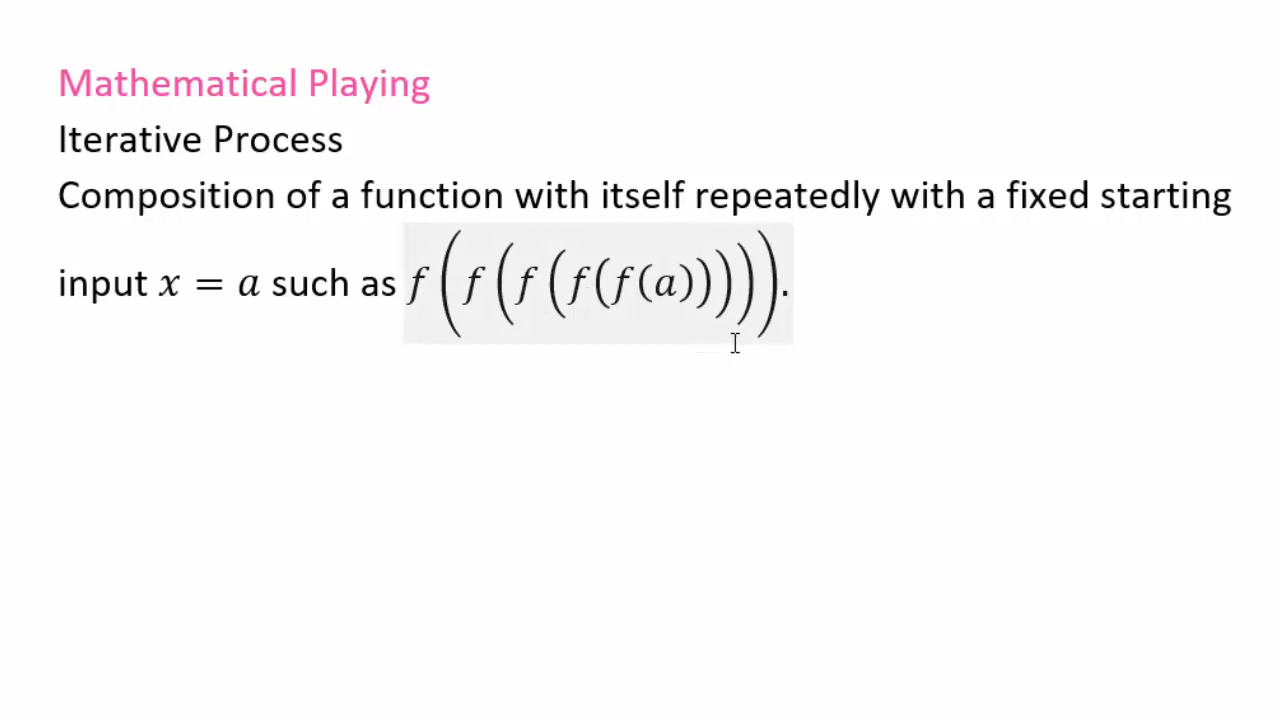 Mathematical Playing
Iterative Process
Composition of a function with itself repeatedly with a fixed starting
input x = a such as f(f(f(f(f(a))))).